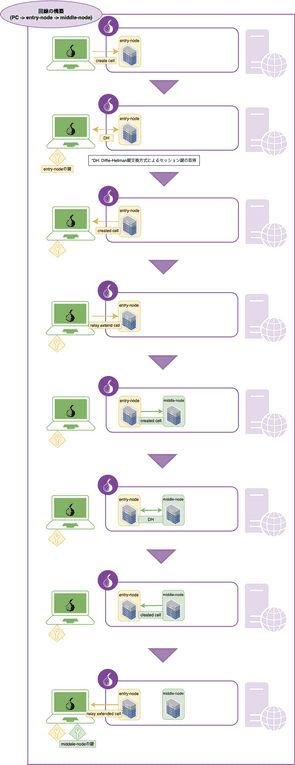 回線の構築
(PC -> entry-node -> middle-node)
entry-node
create cell
entry-node
DH
*DH: Diffie-Hellman鍵交換方式によるセッション鍵の取得
entry-nodeの鍵
entry-node
created cell
entry-node
relay extend cell
entry-node
middle-node
created cell
entry-node
middle-node
DH
entry-node
middle-node
created cell
entry-node
middle-node
relay extended cell
middale-nodeの鍵